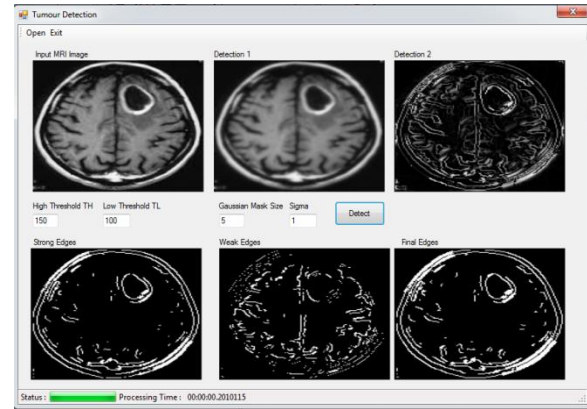 Tumour Detection
Open Exit
Input MRI Image Detection 1 Detection 2
High Threshold TH Low Threshold TL Gaussian Mask Size Sigma
150 100 5 1 Detect
Strong Edges Weak Edges Final Edges
Status : Processing Time : 00:00:00.2010115